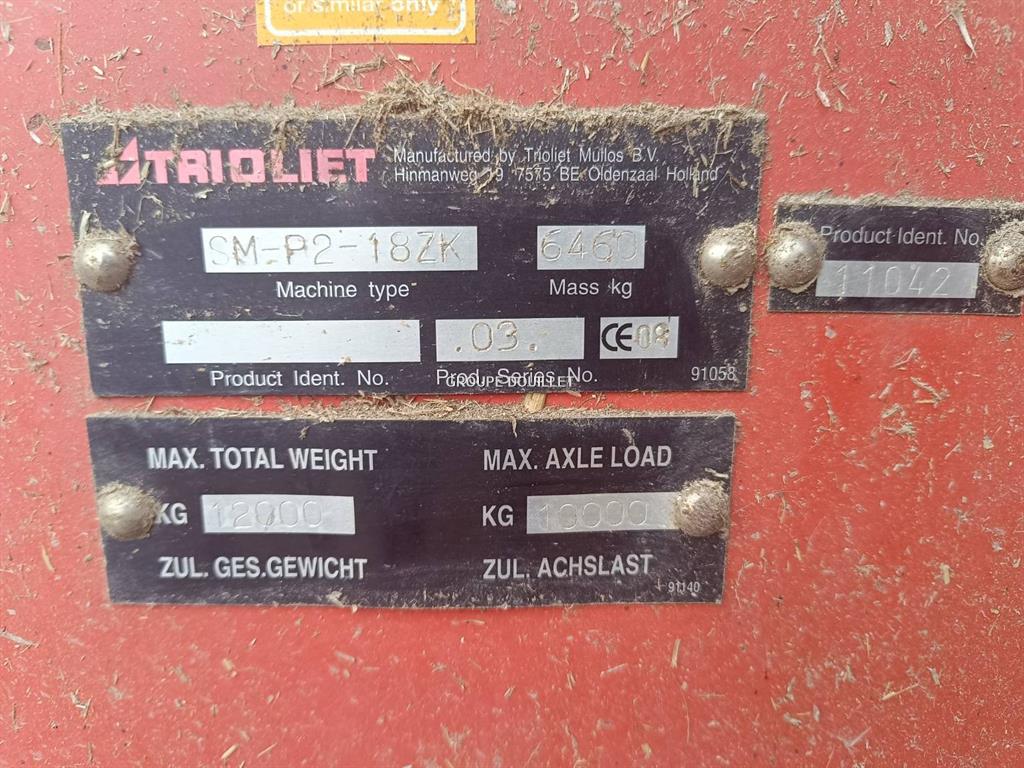 or similar only
TRIOLIET
Manufactured by Trioliet Mullos B.V.
Hinmanweg 19 7575 BE Oldenzaal Holland
SM-P2-18ZK 6460
Machine type Mass kg
.03. CE 08
Product Ident. No. Prod. Series No. 91058
GROUPE DOUILLET
Product Ident. No.
11042
MAX. TOTAL WEIGHT MAX. AXLE LOAD
KG 12000 KG 10000
ZUL. GES.GEWICHT ZUL. ACHSLAST
91140